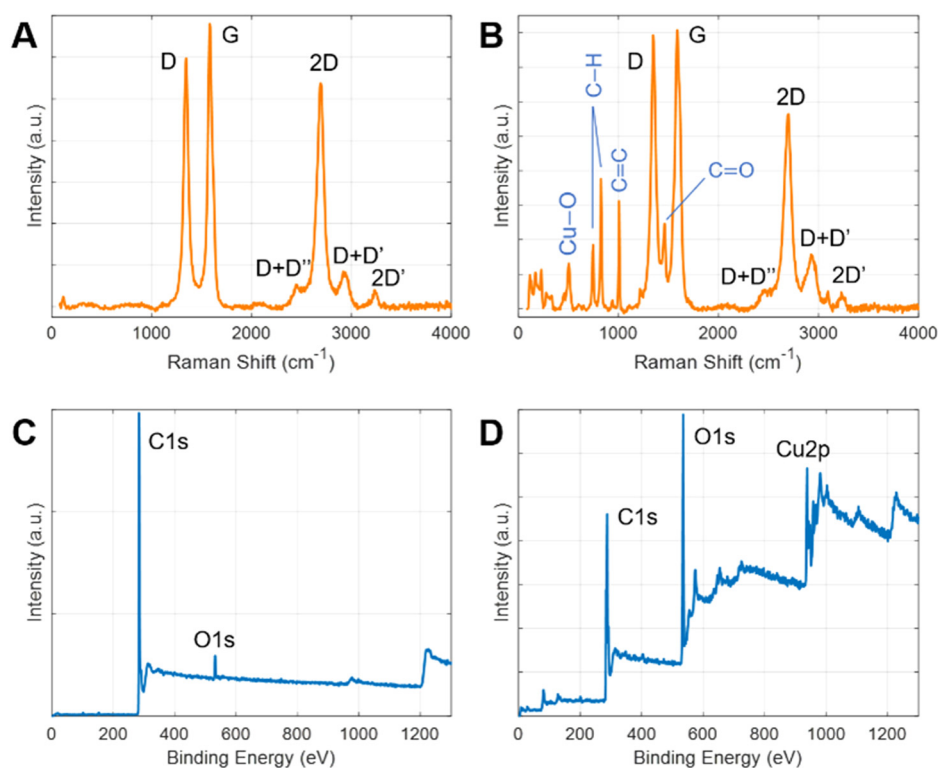 A
D
G
2D
D+D''
D+D'
2D'
Intensity (a.u.)
0
1000
2000
3000
4000
Raman Shift (cm⁻¹)
B
Cu–O
C–H
C=C
D
G
C=O
2D
D+D''
D+D'
2D'
Intensity (a.u.)
0
1000
2000
3000
4000
Raman Shift (cm⁻¹)
C
C1s
O1s
Intensity (a.u.)
0
200
400
600
800
1000
1200
Binding Energy (eV)
D
C1s
O1s
Cu2p
Intensity (a.u.)
0
200
400
600
800
1000
1200
Binding Energy (eV)